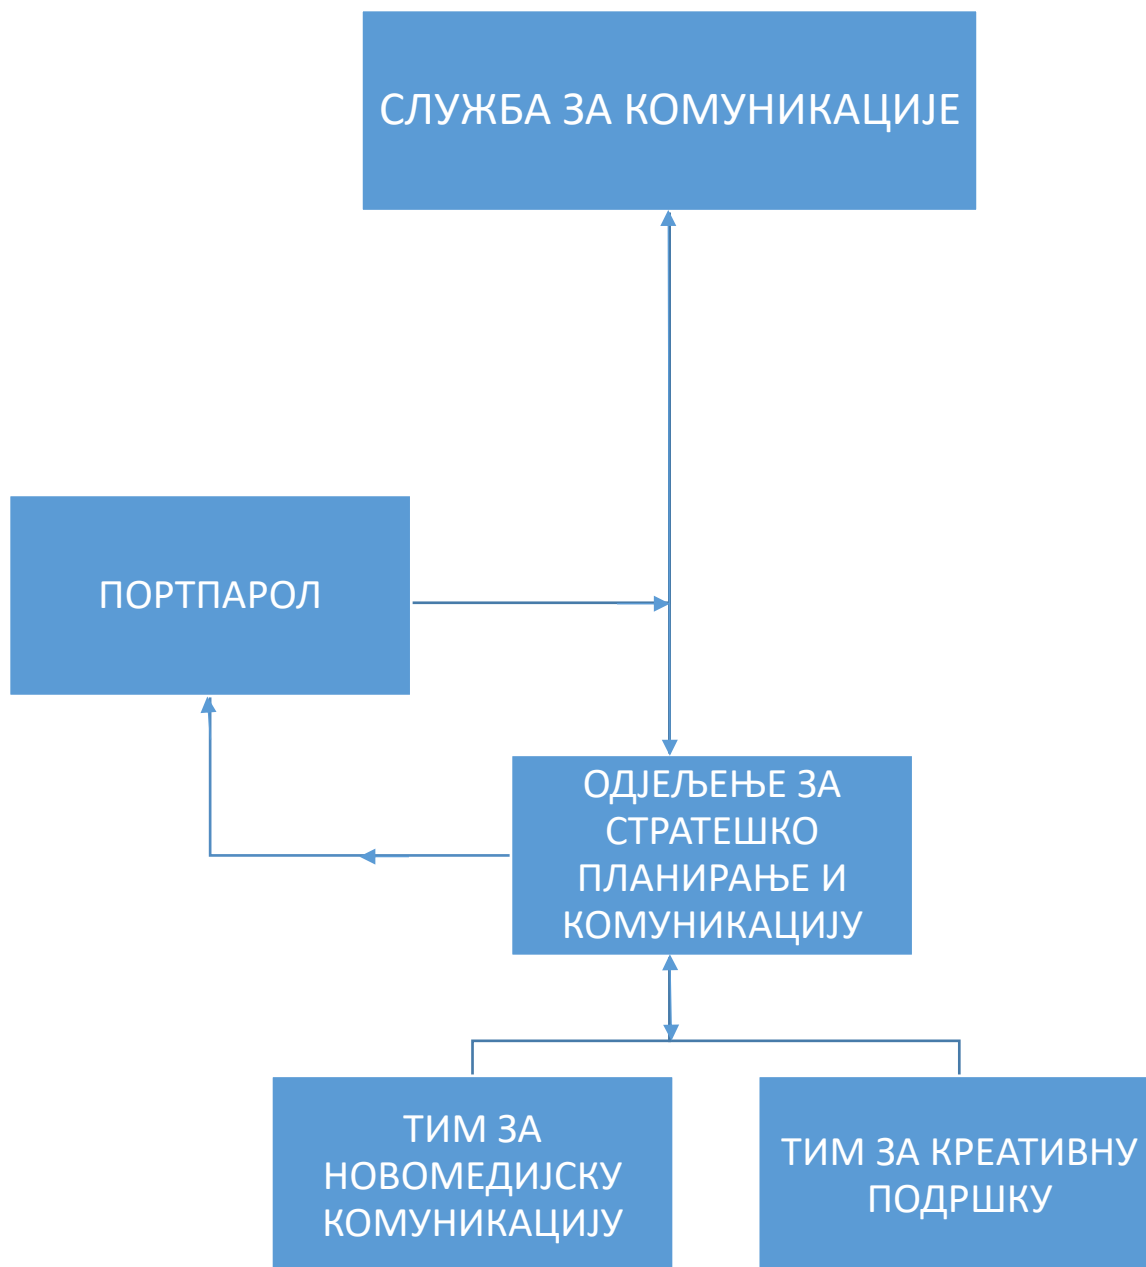 СЛУЖБА ЗА КОМУНИКАЦИЈЕ
ПОРТПАРОЛ
ОДЈЕЉЕЊЕ ЗА
СТРАТЕШКО
ПЛАНИРАЊЕ И
КОМУНИКАЦИЈУ
ТИМ ЗА
НОВОМЕДИЈСКУ
КОМУНИКАЦИЈУ
ТИМ ЗА КРЕАТИВНУ
ПОДРШКУ